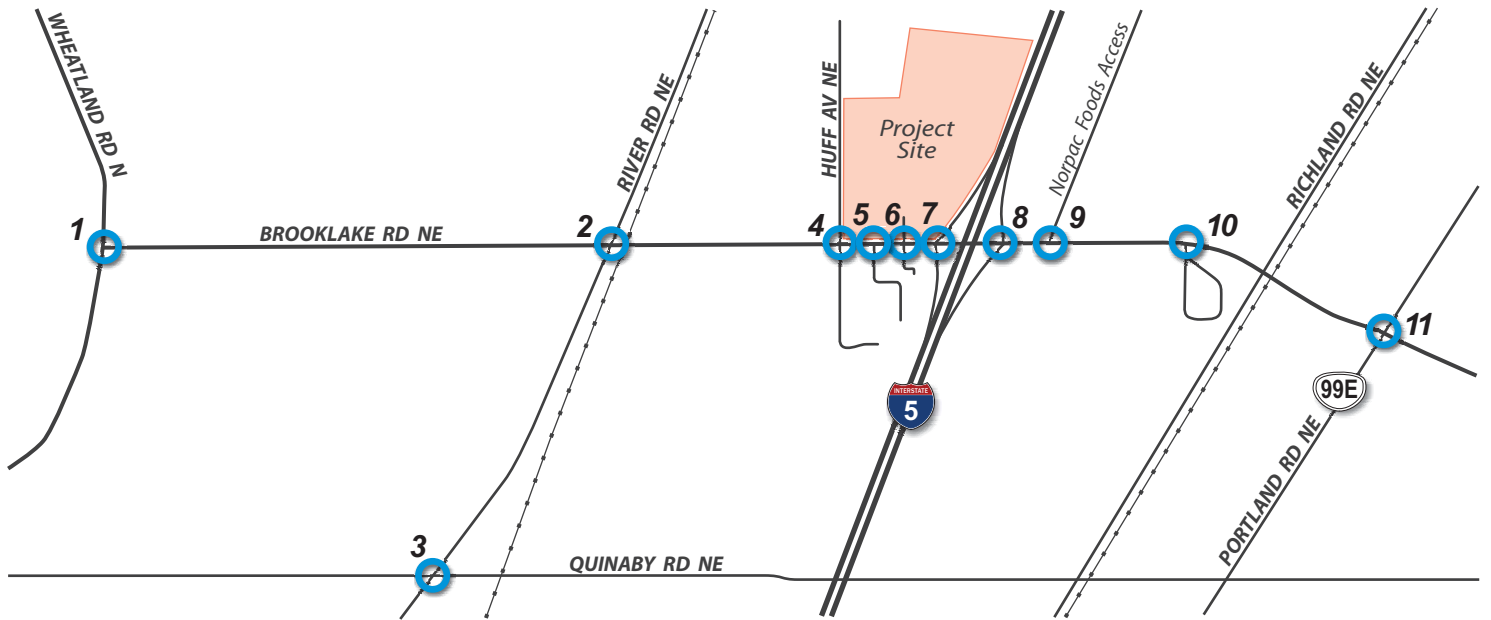 WHEATLAND RD N
RIVER RD NE
HUFF AV NE
Project
Site
Norpac Foods Access
RICHLAND RD NE
1
BROOKLAKE RD NE
2
4
5
6
7
8
9
10
11
INTERSTATE
5
99E
PORTLAND RD NE
3
QUINABY RD NE